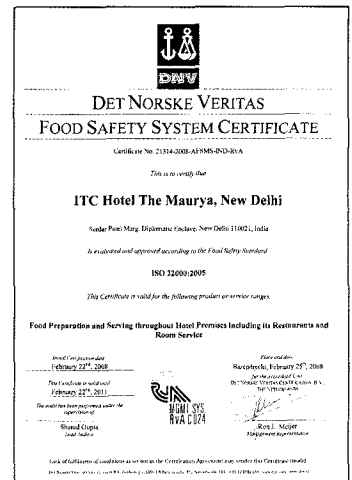 DNV
DET NORSKE VERITAS
FOOD SAFETY SYSTEM CERTIFICATE
Certificate No. 21314-2008-AFSMS-IND-RvA
This is to certify that
ITC Hotel The Maurya, New Delhi
Sardar Patel Marg, Diplomatic Enclave, New Delhi 110021, India
Is evaluated and approved according to the Food Safety Standard
ISO 22000:2005
This Certificate is valid for the following product or service ranges.
Food Preparation and Serving throughout Hotel Premises Including its Restaurants and
Room Service
Initial Certification date
February 22nd, 2008
This Certificate is valid until
February 22nd, 2011
The audit has been performed under the
supervision of
Sharad Gupta
Lead Auditor
MGMT SYS.
RvA C 024
Place and date
Barendrecht, February 25th, 2008
for the Accredited Unit
DET NORSKE VERITAS CERTIFICATION B.V.,
THE NETHERLANDS
Ron J. Meijer
Management Representative
Lack of fulfilment of conditions as set out in the Certification Agreement may render this Certificate invalid